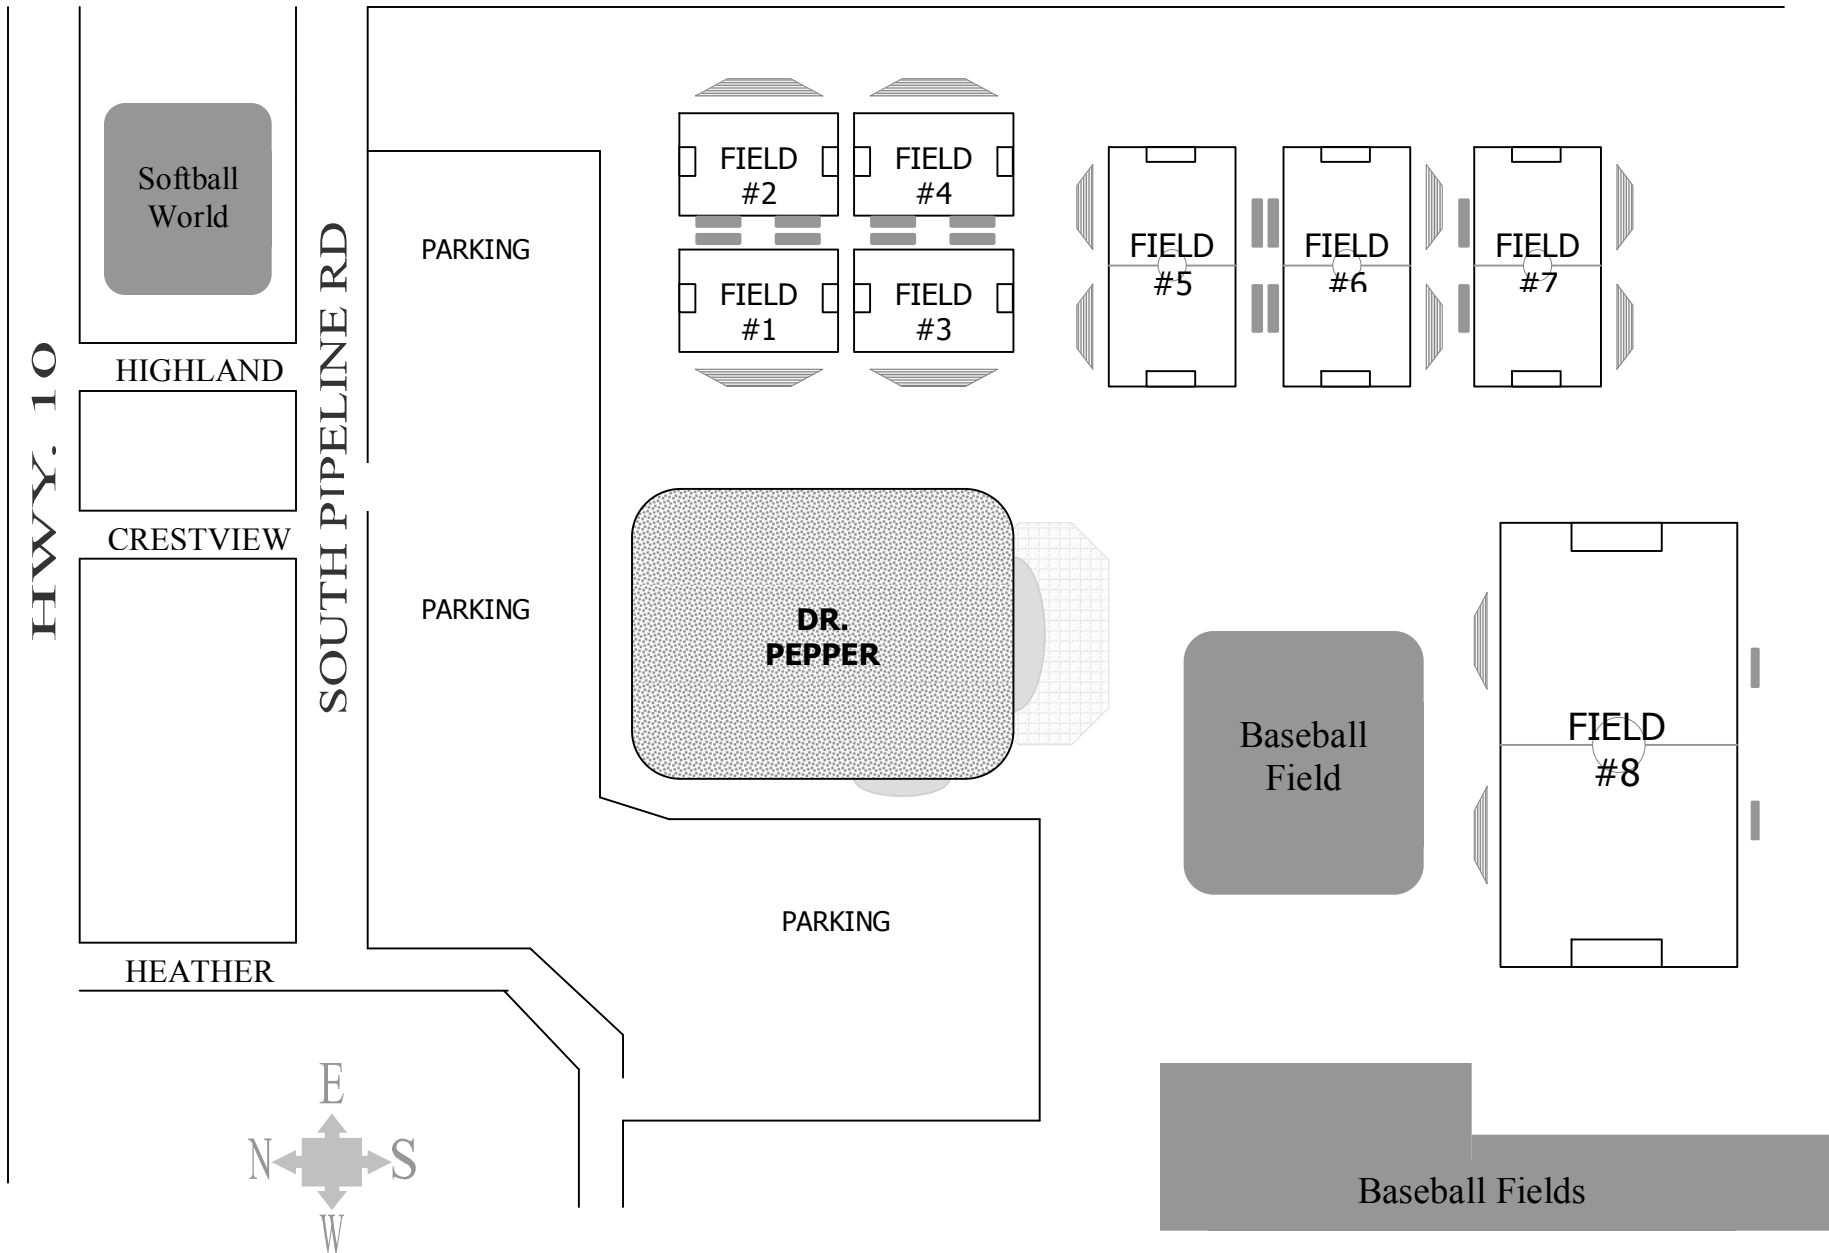 HWY. 10
Softball
World
HIGHLAND
CRESTVIEW
HEATHER
SOUTH PIPELINE RD
PARKING
PARKING
PARKING
FIELD
#2
FIELD
#4
FIELD
#1
FIELD
#3
FIELD
#5
FIELD
#6
FIELD
#7
DR.
PEPPER
Baseball
Field
FIELD
#8
Baseball Fields
E
N S
W